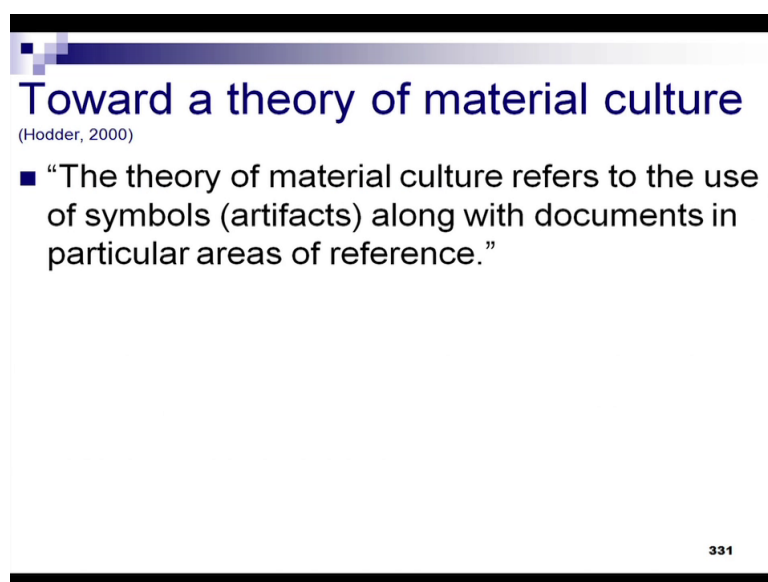 Toward a theory of material culture
(Hodder, 2000)
“The theory of material culture refers to the use
of symbols (artifacts) along with documents in
particular areas of reference.”
331